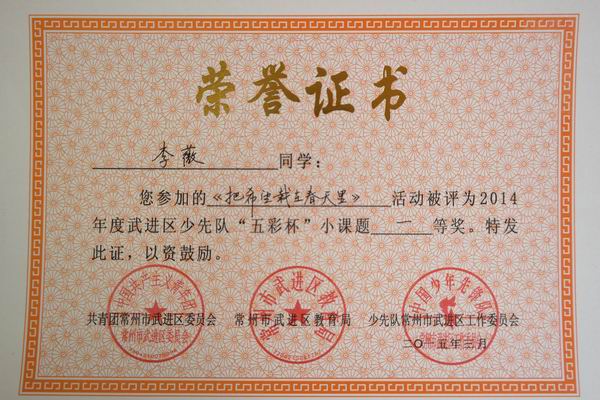 荣誉证书
李薇 同学：
您参加的《把希望栽在春天里》活动被评为2014
年度武进区少先队“五彩杯”小课题一等奖。特发
此证，以资鼓励。
共青团常州市武进区委员会 常州市武进区教育局 少先队常州市武进区工作委员会
二〇一五年三月